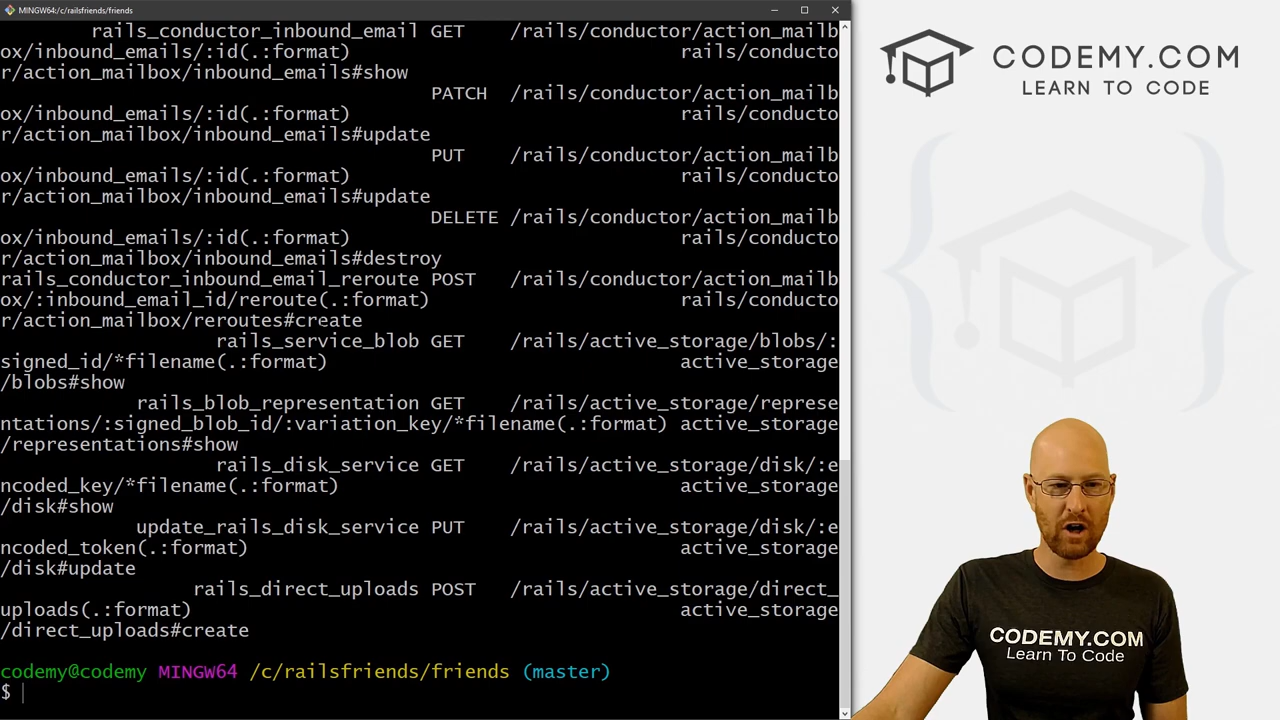 MINGW64:/c/railsfriends/friends
rails_conductor_inbound_email GET /rails/conductor/action_mailb
ox/inbound_emails/:id(.:format) rails/conducto
r/action_mailbox/inbound_emails#show
PATCH /rails/conductor/action_mailb
ox/inbound_emails/:id(.:format) rails/conducto
r/action_mailbox/inbound_emails#update
PUT /rails/conductor/action_mailb
ox/inbound_emails/:id(.:format) rails/conducto
r/action_mailbox/inbound_emails#update
DELETE /rails/conductor/action_mailb
ox/inbound_emails/:id(.:format) rails/conducto
r/action_mailbox/inbound_emails#destroy
rails_conductor_inbound_email_reroute POST /rails/conductor/action_mailb
ox/:inbound_email_id/reroute(.:format) rails/conducto
r/action_mailbox/reroutes#create
rails_service_blob GET /rails/active_storage/blobs/:
signed_id/*filename(.:format) active_storage
/blobs#show
rails_blob_representation GET /rails/active_storage/represe
ntations/:signed_blob_id/:variation_key/*filename(.:format) active_storage
/representations#show
rails_disk_service GET /rails/active_storage/disk/:e
ncoded_key/*filename(.:format) active_storage
/disk#show
update_rails_disk_service PUT /rails/active_storage/disk/:e
ncoded_token(.:format) active_storage
/disk#update
rails_direct_uploads POST /rails/active_storage/direct_
uploads(.:format) active_storage
/direct_uploads#create
codemy@codemy MINGW64 /c/railsfriends/friends (master)
$
CODEMY.COM
LEARN TO CODE
CODEMY.COM
Learn To Code